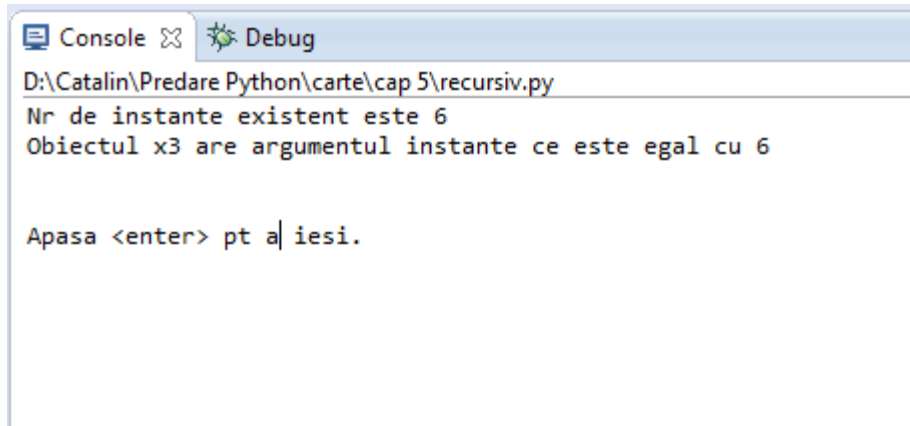 Console Debug
D:\Catalin\Predare Python\carte\cap 5\recursiv.py
Nr de instante existent este 6
Obiectul x3 are argumentul instante ce este egal cu 6
Apasa <enter> pt a iesi.